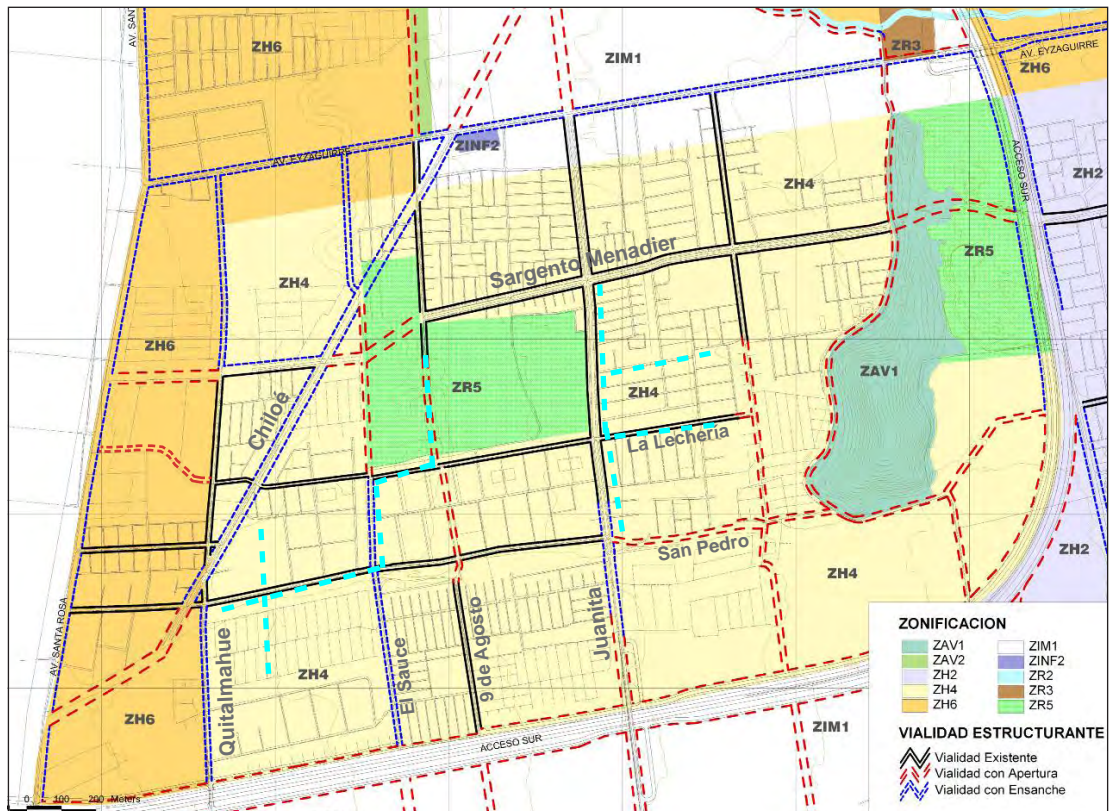 AV. SANT
ZH6
ZIM1
ZR3
AV. EYZAGUIRRE
ZH6
ZINF2
AV. EYZAGUIRRE
ACCESO SUR
ZH2
ZH4
Sargento Menadier
ZH4
ZR5
ZH6
ZR5
ZH4
ZAV1
Chiloé
La Lechería
San Pedro
ZH4
ZH2
AV. SANTA ROSA
Quitalmahue
ZH4
El Sauce
9 de Agosto
Juanita
ZH6
ACCESO SUR
ZIM1
0 100 200 Meters
ZONIFICACION
ZAV1 ZIM1
ZAV2 ZINF2
ZH2 ZR2
ZH4 ZR3
ZH6 ZR5
VIALIDAD ESTRUCTURANTE
Vialidad Existente
Vialidad con Apertura
Vialidad con Ensanche